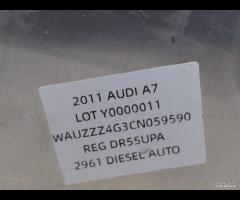 2011 AUDI A7
LOT Y0000011
WAUZZZ4G3CN059590
REG DR55UPA
2961 DIESEL AUTO